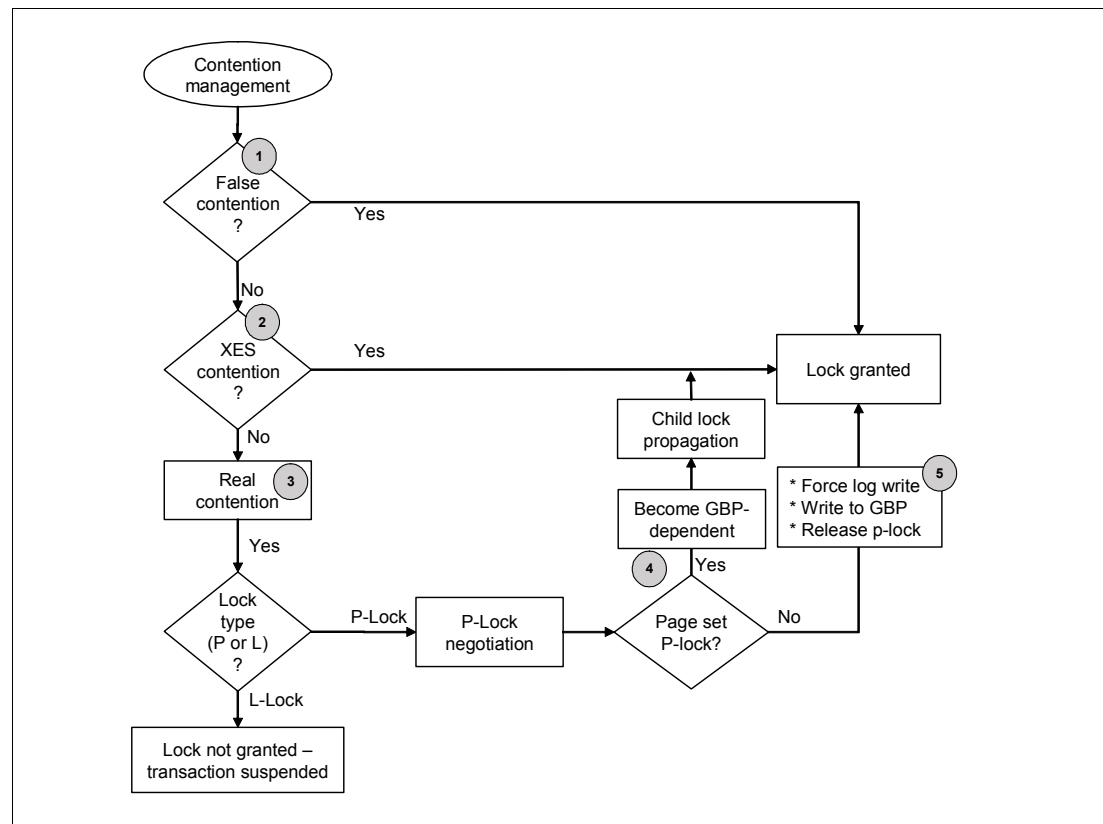 Contention
management
1
False
contention
?
Yes
No
2
XES
contention
?
Yes
Lock granted
No
Child lock
propagation
Real
contention
3
5
* Force log write
* Write to GBP
* Release p-lock
Become GBP-
dependent
Yes
4
Yes
Lock
type
(P or L)
?
P-Lock
P-Lock
negotiation
Page set
P-lock?
No
L-Lock
Lock not granted –
transaction suspended